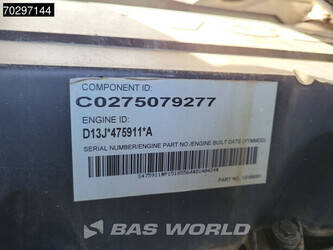 70297144
COMPONENT ID:
C0275079277
ENGINE ID:
D13J*475911*A
SERIAL NUMBER/ENGINE PART NO./ENGINE BUILT DATE (YYMMDD)
BAS WORLD